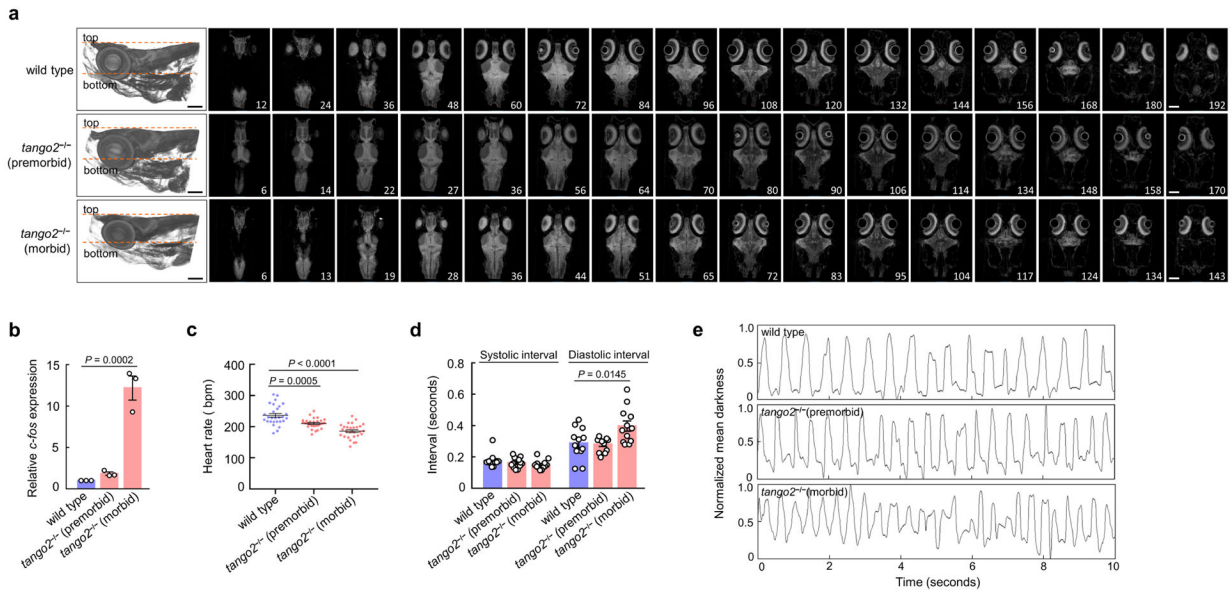 a
top
bottom
wild type
12 24 36 48 60 72 84 96 108 120 132 144 156 168 180 192
top
bottom
tango2–/–
(premorbid)
6 14 22 27 36 56 64 70 80 90 106 114 134 148 158 170
top
bottom
tango2–/–
(morbid)
6 13 19 28 36 44 51 65 72 83 95 104 117 124 134 143
b
Relative c-fos expression
P = 0.0002
15
10
5
0
wild type
tango2–/– (premorbid)
tango2–/– (morbid)
c
Heart rate ( bpm)
P < 0.0001
P = 0.0005
400
300
200
100
0
wild type
tango2–/– (premorbid)
tango2–/– (morbid)
d
Interval (seconds)
Systolic interval
Diastolic interval
P = 0.0145
0.8
0.6
0.4
0.2
0
wild type
tango2–/– (premorbid)
tango2–/– (morbid)
wild type
tango2–/– (premorbid)
tango2–/– (morbid)
e
Normalized mean darkness
1.0
wild type
0.5
0
1.0
tango2–/–(premorbid)
0.5
0
1.0
tango2–/–(morbid)
0.5
0
0 2 4 6 8 10
Time (seconds)